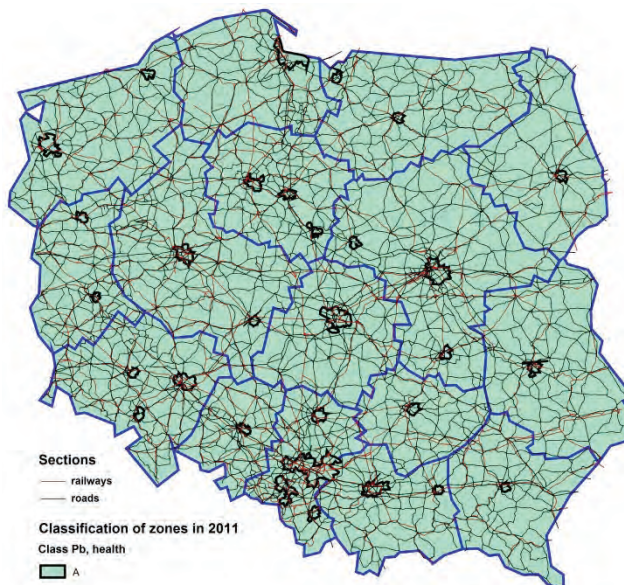 Sections
railways
roads
Classification of zones in 2011
Class Pb, health
A